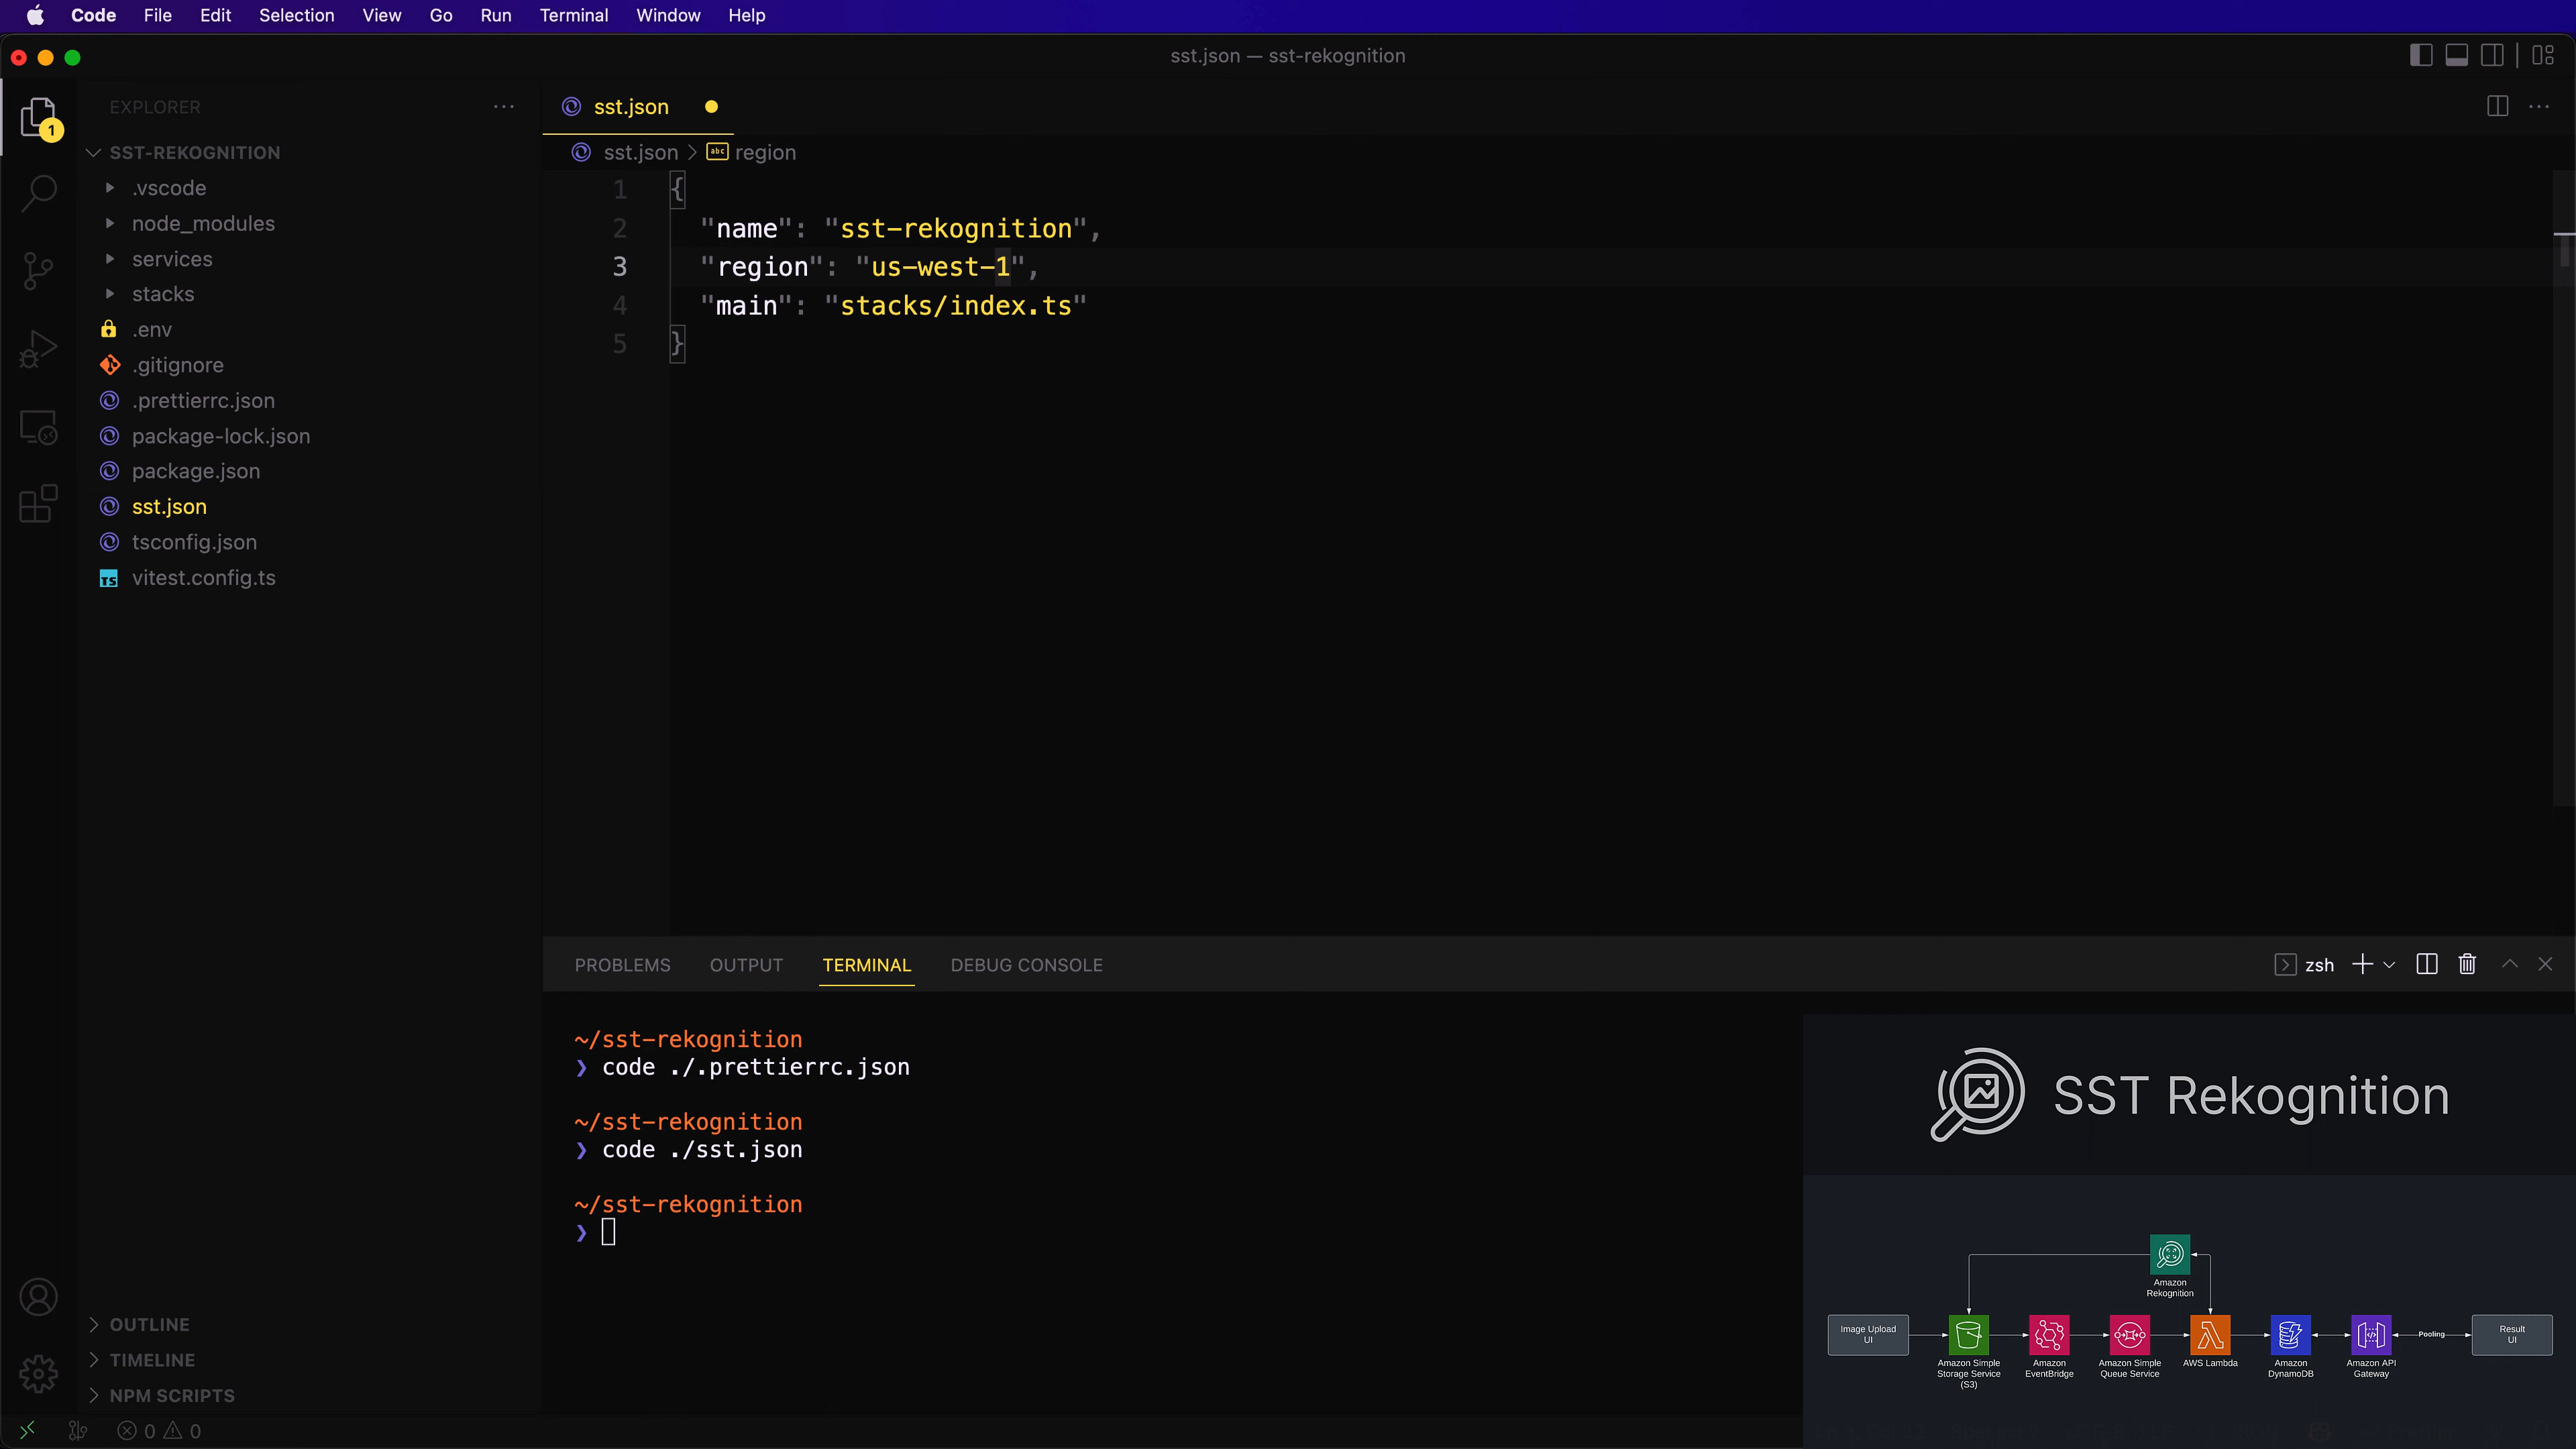 Code File Edit Selection View Go Run Terminal Window Help
sst.json — sst-rekognition
EXPLORER
1
SST-REKOGNITION
.vscode
node_modules
services
stacks
.env
.gitignore
.prettierrc.json
package-lock.json
package.json
sst.json
tsconfig.json
TS vitest.config.ts
OUTLINE
TIMELINE
NPM SCRIPTS
0 0
sst.json
sst.json > abc region
1 {
2 "name": "sst-rekognition",
3 "region": "us-west-1",
4 "main": "stacks/index.ts"
5 }
PROBLEMS OUTPUT TERMINAL DEBUG CONSOLE
zsh
~/sst-rekognition
❯ code ./.prettierrc.json
~/sst-rekognition
❯ code ./sst.json
~/sst-rekognition
❯
SST Rekognition
Amazon
Rekognition
Image Upload
UI
Amazon Simple
Storage Service
(S3)
Amazon
EventBridge
Amazon Simple
Queue Service
AWS Lambda
Amazon
DynamoDB
Amazon API
Gateway
Pooling
Result
UI